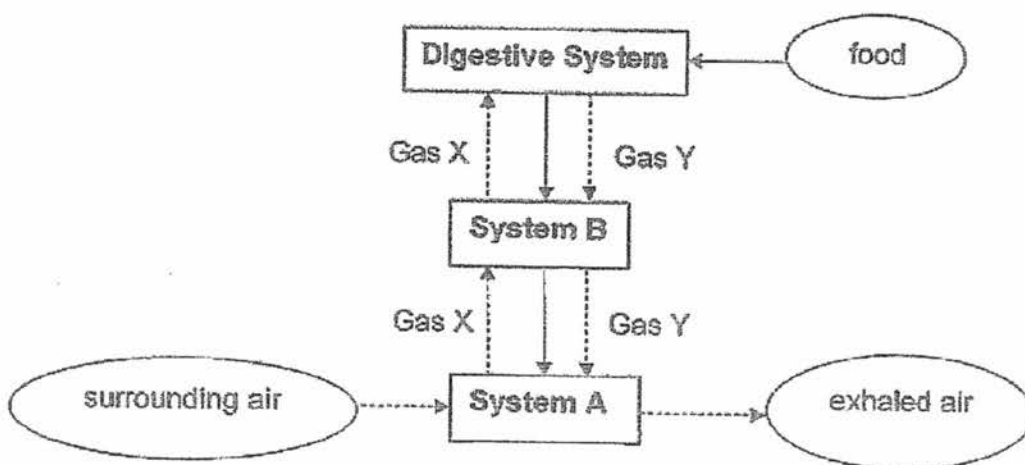 Digestive System
food
Gas X
Gas Y
System B
Gas X
Gas Y
surrounding air
System A
exhaled air